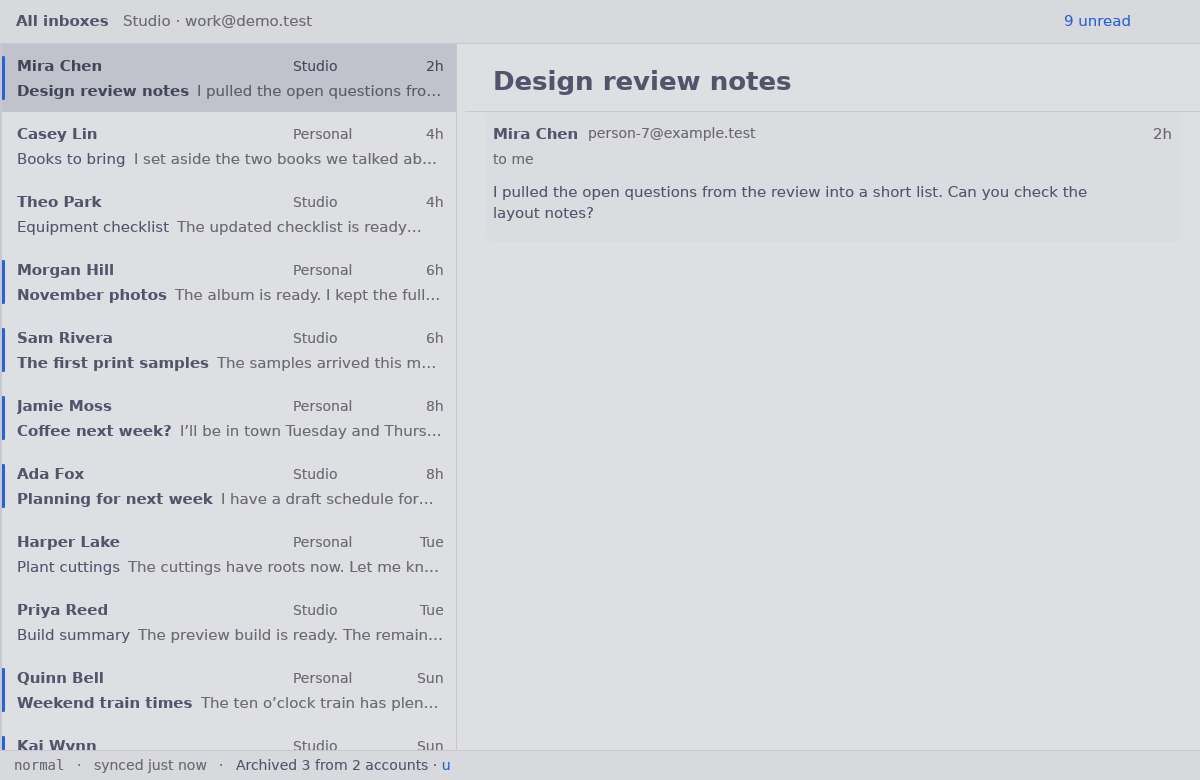 All inboxes Studio · work@demo.test 9 unread
Mira Chen Studio 2h
Design review notes I pulled the open questions fro…
Casey Lin Personal 4h
Books to bring I set aside the two books we talked ab…
Theo Park Studio 4h
Equipment checklist The updated checklist is ready…
Morgan Hill Personal 6h
November photos The album is ready. I kept the full…
Sam Rivera Studio 6h
The first print samples The samples arrived this m…
Jamie Moss Personal 8h
Coffee next week? I’ll be in town Tuesday and Thurs…
Ada Fox Studio 8h
Planning for next week I have a draft schedule for…
Harper Lake Personal Tue
Plant cuttings The cuttings have roots now. Let me kn…
Priya Reed Studio Tue
Build summary The preview build is ready. The remain…
Quinn Bell Personal Sun
Weekend train times The ten o’clock train has plen…
Kai Wynn Studio Sun
Design review notes
Mira Chen person-7@example.test 2h
to me
I pulled the open questions from the review into a short list. Can you check the
layout notes?
normal · synced just now · Archived 3 from 2 accounts · u